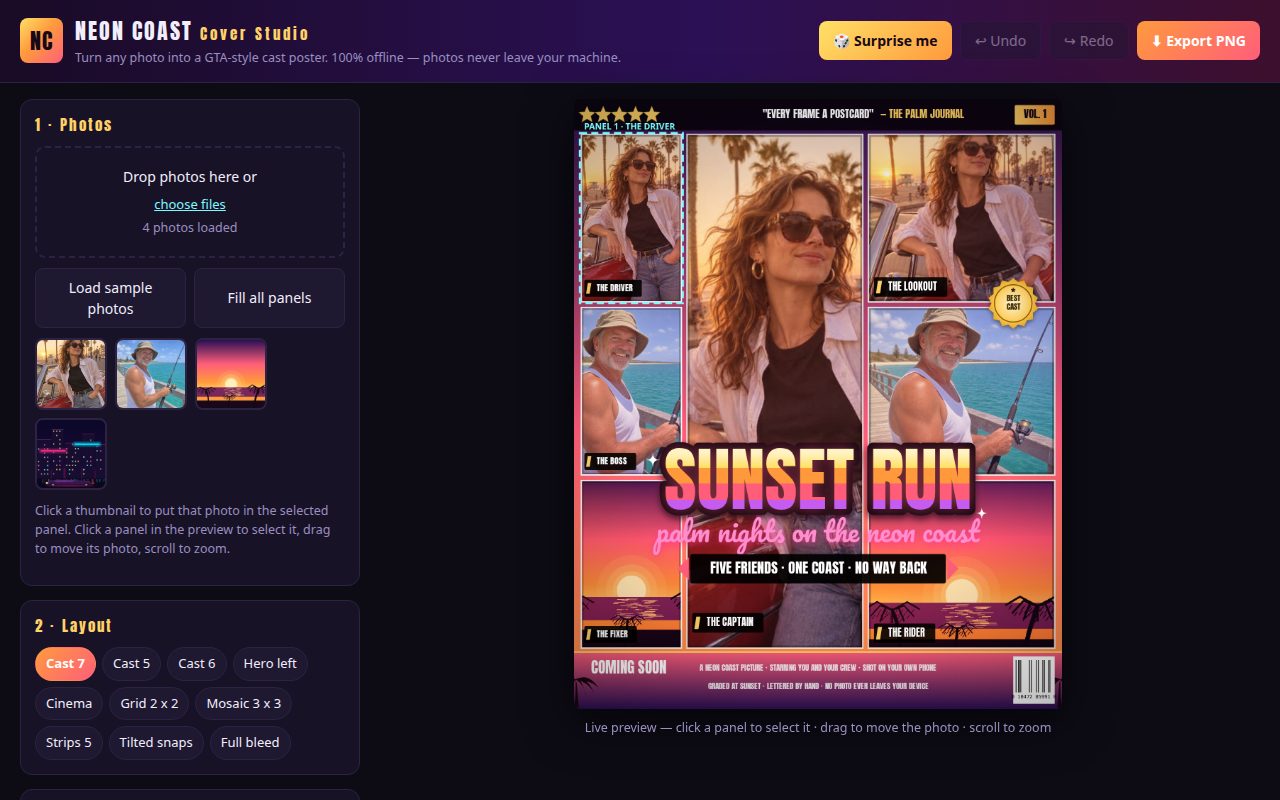 NC
NEON COAST Cover Studio
Turn any photo into a GTA-style cast poster. 100% offline — photos never leave your machine.
🎲 Surprise me
↩ Undo
↪ Redo
⬇ Export PNG
1 · Photos
Drop photos here or
choose files
4 photos loaded
Load sample photos
Fill all panels
Click a thumbnail to put that photo in the selected
panel. Click a panel in the preview to select it, drag
to move its photo, scroll to zoom.
2 · Layout
Cast 7
Cast 5
Cast 6
Hero left
Cinema
Grid 2 x 2
Mosaic 3 x 3
Strips 5
Tilted snaps
Full bleed
"EVERY FRAME A POSTCARD" — THE PALM JOURNAL
VOL. 1
PANEL 1 · THE DRIVER
THE DRIVER
THE LOOKOUT
BEST
CAST
THE BOSS
SUNSET RUN
palm nights on the neon coast
FIVE FRIENDS · ONE COAST · NO WAY BACK
THE CAPTAIN
THE FIXER
THE RIDER
COMING SOON
A NEON COAST PICTURE · STARRING YOU AND YOUR CREW · SHOT ON YOUR OWN PHONE
GRADED AT SUNSET · LETTERED BY HAND · NO PHOTO EVER LEAVES YOUR DEVICE
Live preview — click a panel to select it · drag to move the photo · scroll to zoom